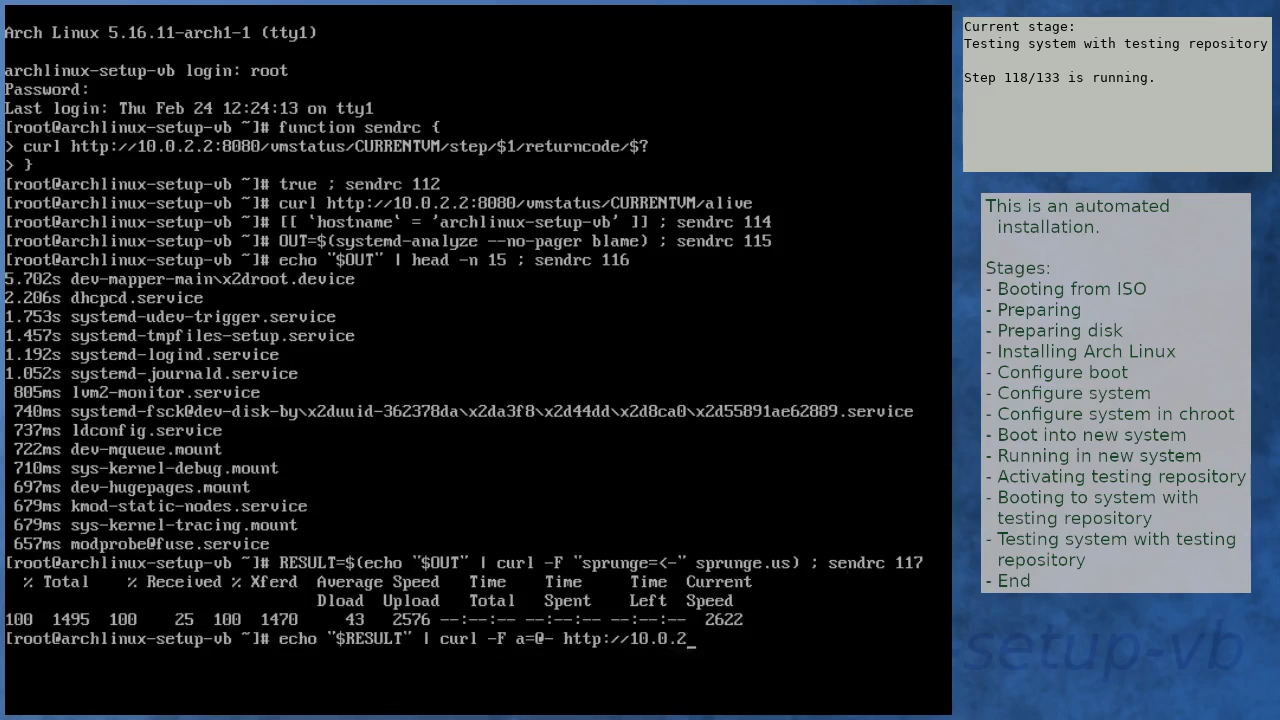 Arch Linux 5.16.11-arch1-1 (tty1)
archlinux-setup-vb login: root
Password:
Last login: Thu Feb 24 12:24:13 on tty1
[root@archlinux-setup-vb ~]# function sendrc {
> curl http://10.0.2.2:8080/vmstatus/CURRENTVM/step/$1/returncode/$?
> }
[root@archlinux-setup-vb ~]# true ; sendrc 112
[root@archlinux-setup-vb ~]# curl http://10.0.2.2:8080/vmstatus/CURRENTVM/alive
[root@archlinux-setup-vb ~]# [[ `hostname` = 'archlinux-setup-vb' ]] ; sendrc 114
[root@archlinux-setup-vb ~]# OUT=$(systemd-analyze --no-pager blame) ; sendrc 115
[root@archlinux-setup-vb ~]# echo "$OUT" | head -n 15 ; sendrc 116
5.702s dev-mapper-main\x2droot.device
2.206s dhcpcd.service
1.753s systemd-udev-trigger.service
1.457s systemd-tmpfiles-setup.service
1.192s systemd-logind.service
1.052s systemd-journald.service
805ms lvm2-monitor.service
740ms systemd-fsck@dev-disk-by\x2duuid-362378da\x2da3f8\x2d44dd\x2d8ca0\x2d55891ae62889.service
737ms ldconfig.service
722ms dev-mqueue.mount
710ms sys-kernel-debug.mount
697ms dev-hugepages.mount
679ms kmod-static-nodes.service
679ms sys-kernel-tracing.mount
657ms modprobe@fuse.service
[root@archlinux-setup-vb ~]# RESULT=$(echo "$OUT" | curl -F "sprunge=<-" sprunge.us) ; sendrc 117
% Total % Received % Xferd Average Speed Time Time Time Current
Dload Upload Total Spent Left Speed
100 1495 100 25 100 1470 43 2576 --:--:-- --:--:-- --:--:-- 2622
[root@archlinux-setup-vb ~]# echo "$RESULT" | curl -F a=@- http://10.0.2_
Current stage:
Testing system with testing repository
Step 118/133 is running.
This is an automated
installation.
Stages:
- Booting from ISO
- Preparing
- Preparing disk
- Installing Arch Linux
- Configure boot
- Configure system
- Configure system in chroot
- Boot into new system
- Running in new system
- Activating testing repository
- Booting to system with
testing repository
- Testing system with testing
repository
- End
-setup-vb